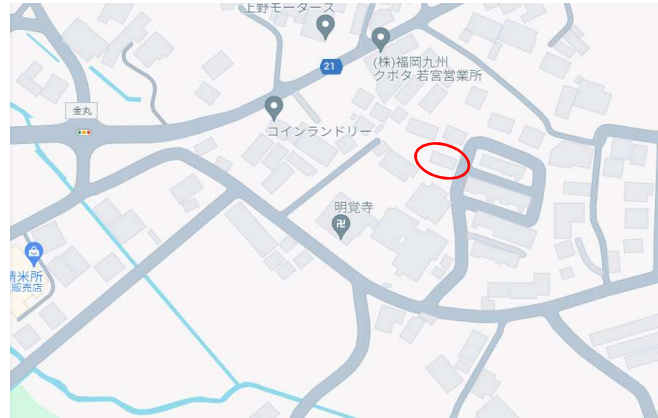 上野モータース
21
(株)福岡九州
クボタ 若宮営業所
金丸
コインランドリー
明覚寺
精米所
販売店